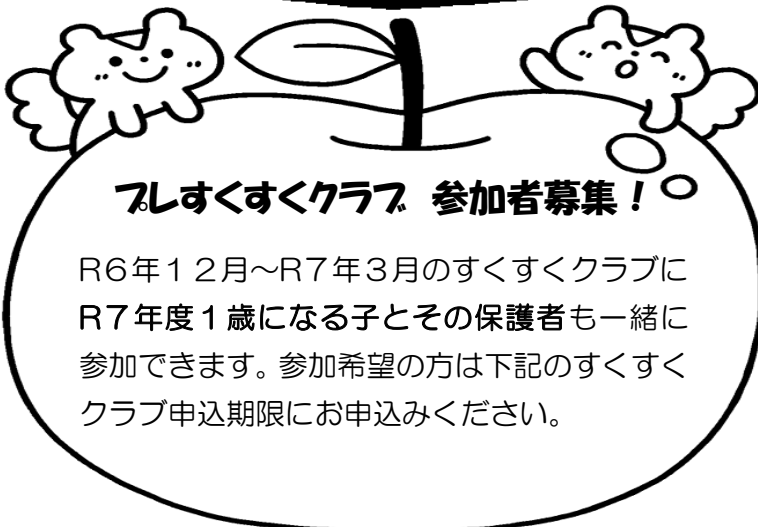 プレすくすくクラブ 参加者募集！
R６年１２月～R７年３月のすくすくクラブに
R７年度１歳になる子とその保護者も一緒に
参加できます。参加希望の方は下記のすくすく
クラブ申込期限にお申込みください。